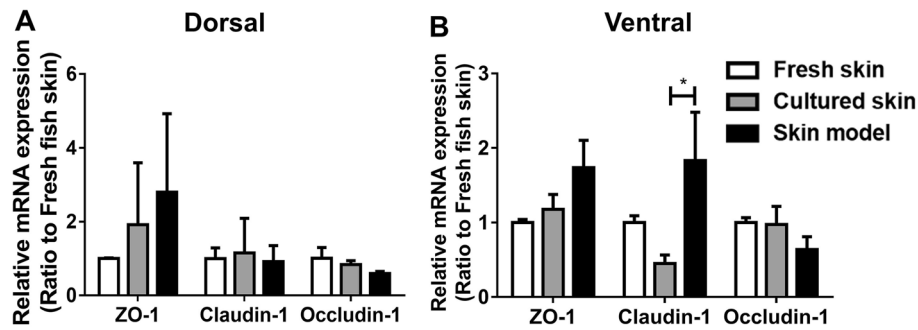 A
Dorsal
Relative mRNA expression
(Ratio to Fresh fish skin)
6
4
2
0
ZO-1 Claudin-1 Occludin-1
B
Ventral
Relative mRNA expression
(Ratio to Fresh fish skin)
3
2
1
0
*
ZO-1 Claudin-1 Occludin-1
Fresh skin
Cultured skin
Skin model